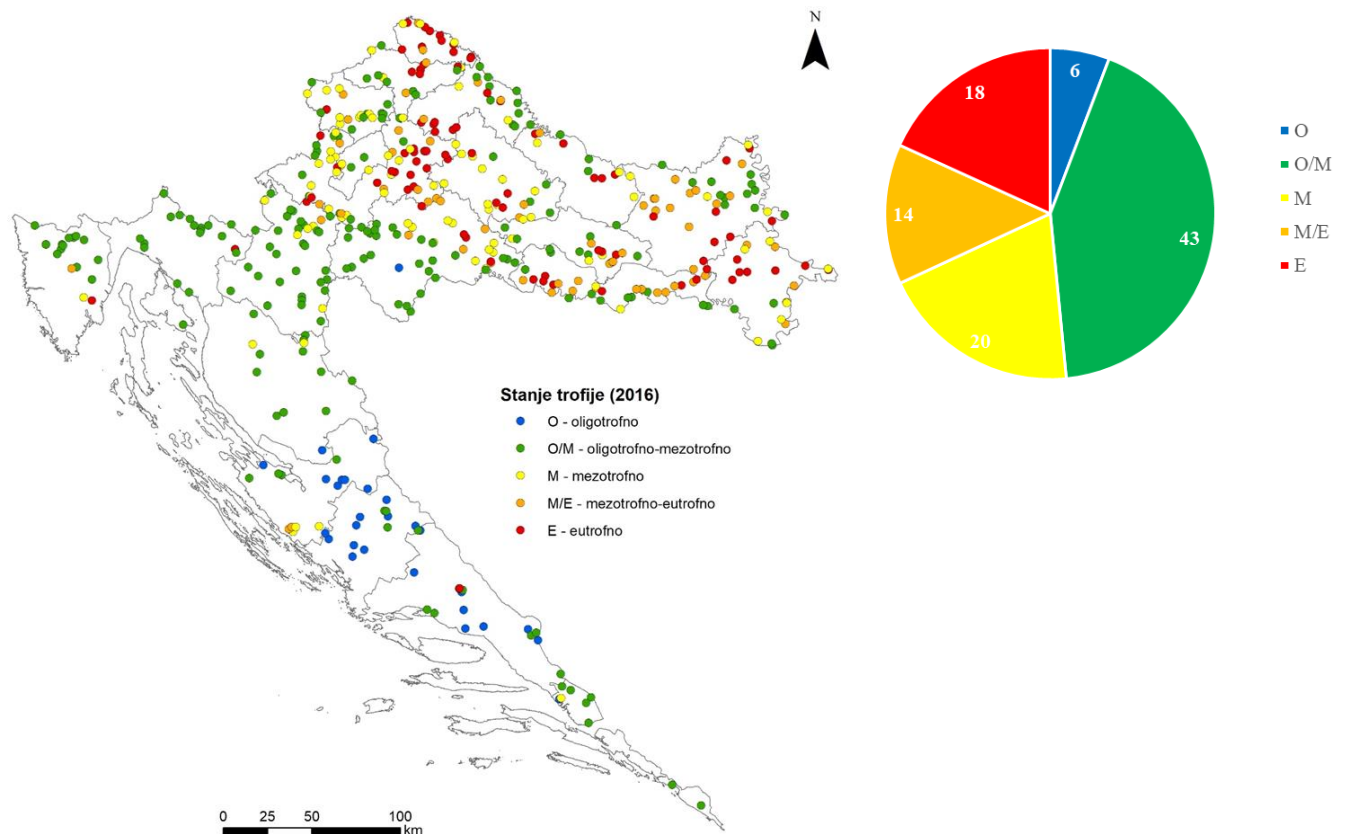 N
6
18
43
14
20
O
O/M
M
M/E
E
Stanje trofije (2016)
O - oligotrofno
O/M - oligotrofno-mezotrofno
M - mezotrofno
M/E - mezotrofno-eutrofno
E - eutrofno
0 25 50 100
km